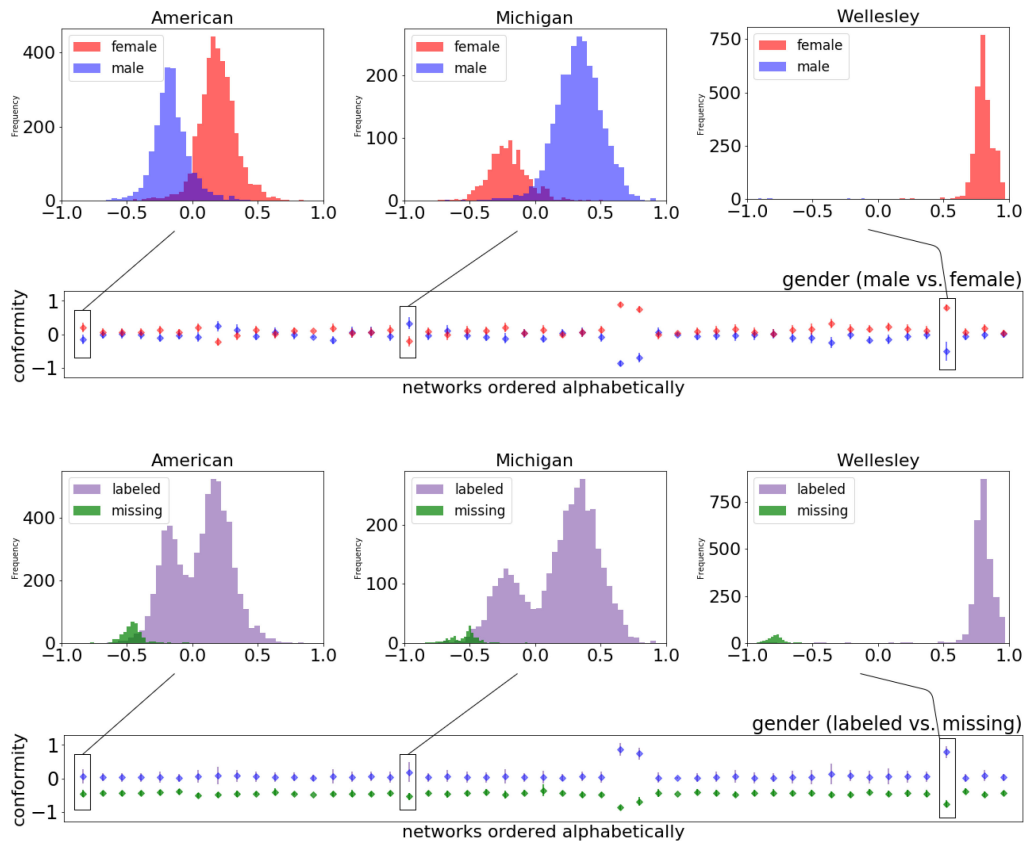 American
Michigan
Wellesley
female
male
female
male
female
male
Frequency
Frequency
Frequency
400
200
0
200
100
0
750
500
250
0
−1.0 −0.5 0.0 0.5 1.0
−1.0 −0.5 0.0 0.5 1.0
−1.0 −0.5 0.0 0.5 1.0
gender (male vs. female)
conformity
1
0
−1
networks ordered alphabetically
American
Michigan
Wellesley
labeled
missing
labeled
missing
labeled
missing
Frequency
Frequency
Frequency
400
200
0
200
100
0
750
500
250
0
−1.0 −0.5 0.0 0.5 1.0
−1.0 −0.5 0.0 0.5 1.0
−1.0 −0.5 0.0 0.5 1.0
gender (labeled vs. missing)
conformity
1
0
−1
networks ordered alphabetically